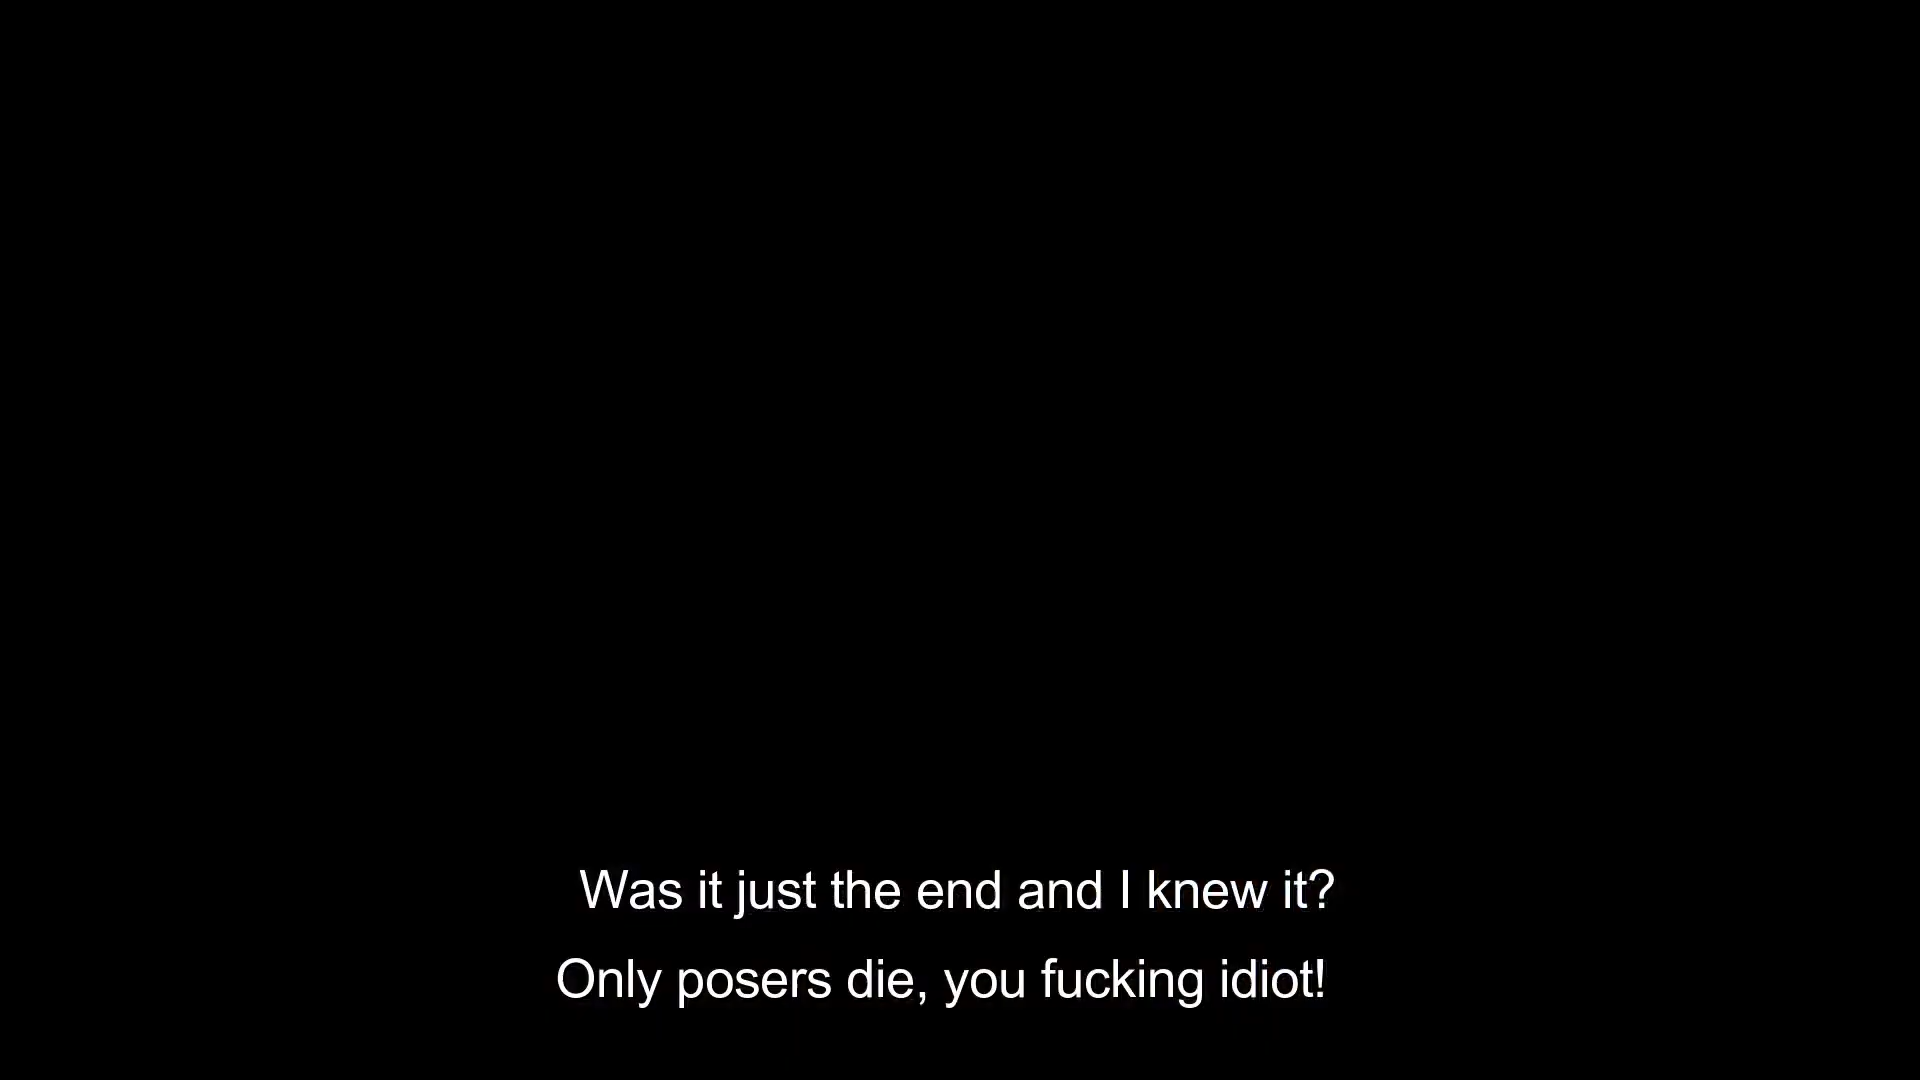 Was it just the end and I knew it?
Only posers die, you fucking idiot!